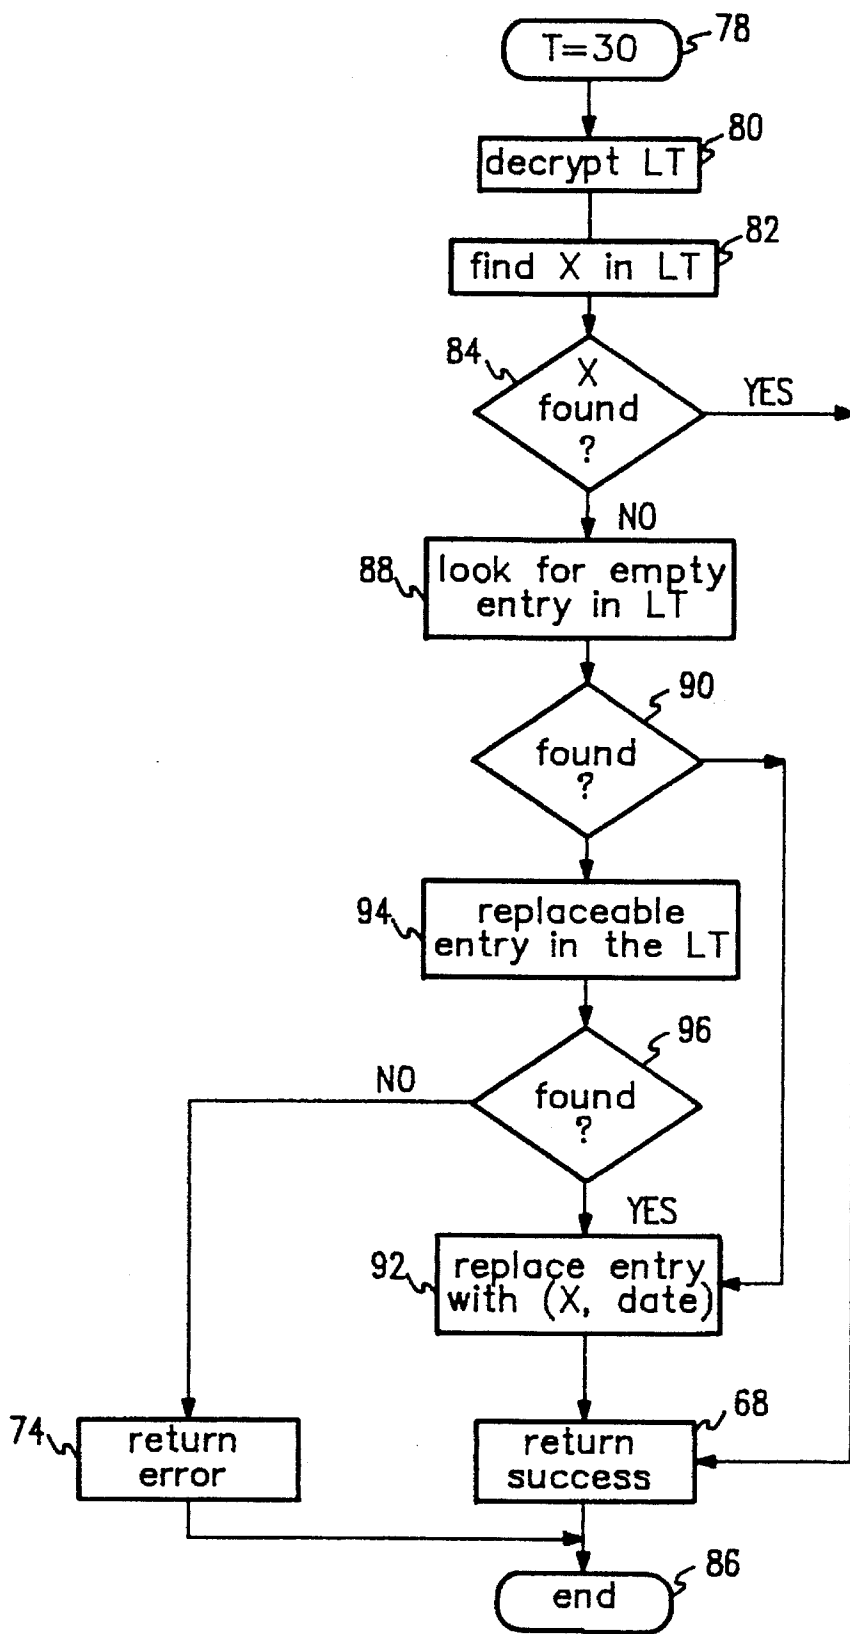 T=30
78
decrypt LT
80
find X in LT
82
84
X
found
?
YES
NO
88
look for empty
entry in LT
90
found
?
94
replaceable
entry in the LT
96
NO
found
?
YES
92
replace entry
with (X, date)
74
return
error
68
return
success
86
end